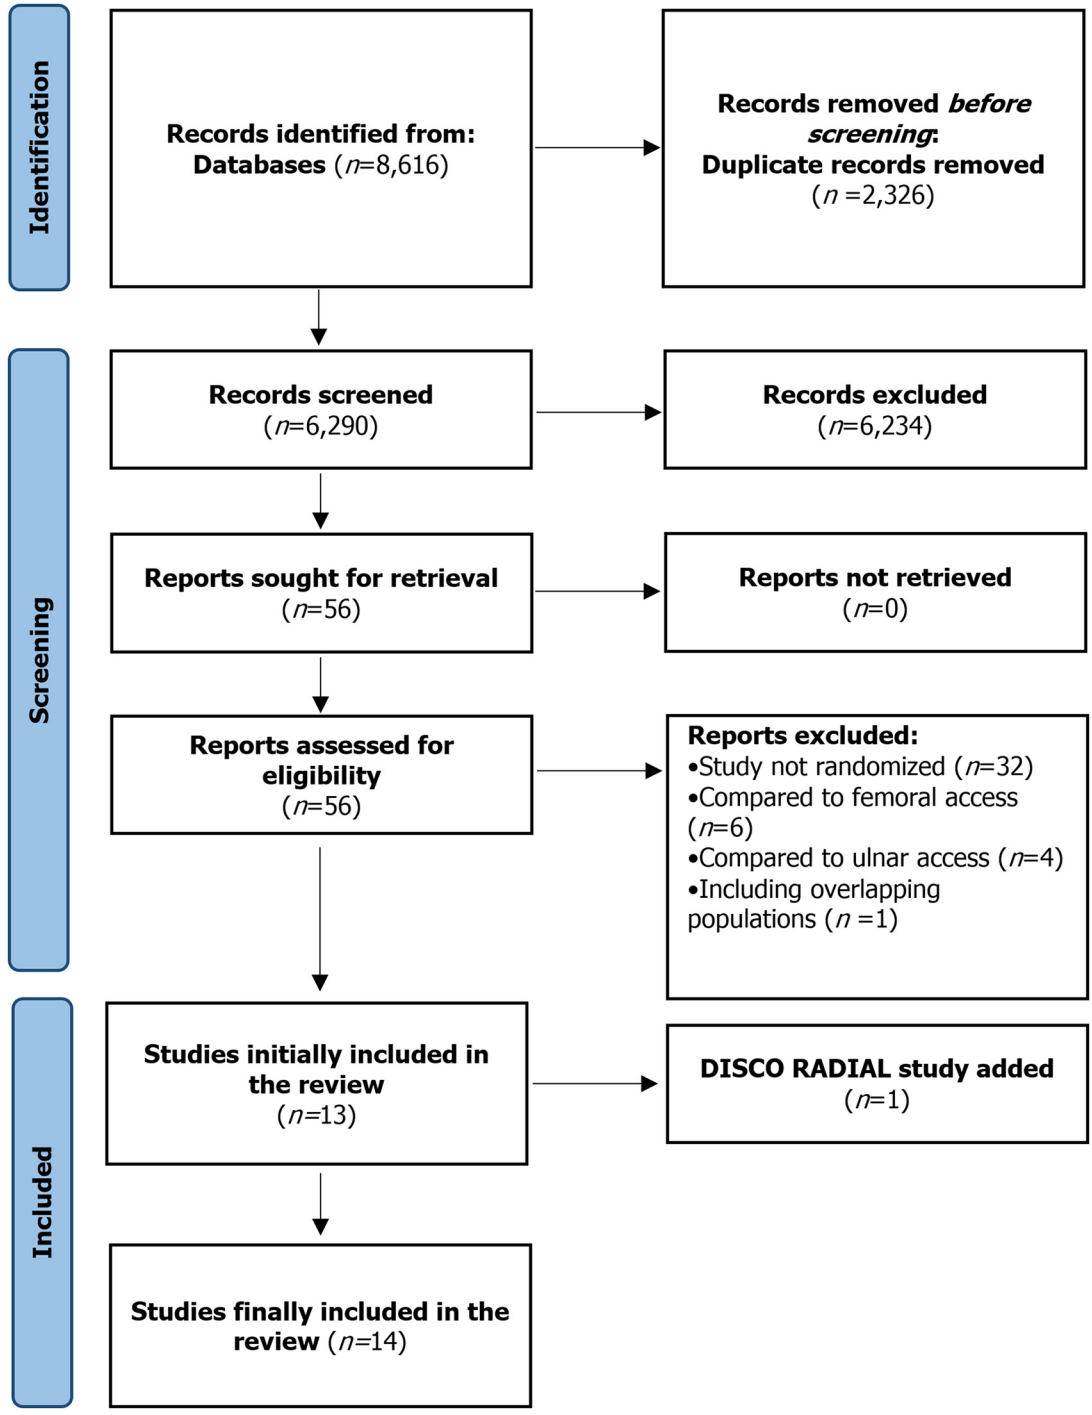 Identification
Records identified from:
Databases (n=8,616)
Records removed before
screening:
Duplicate records removed
(n =2,326)
Screening
Records screened
(n=6,290)
Records excluded
(n=6,234)
Reports sought for retrieval
(n=56)
Reports not retrieved
(n=0)
Reports assessed for
eligibility
(n=56)
Reports excluded:
•Study not randomized (n=32)
•Compared to femoral access
(n=6)
•Compared to ulnar access (n=4)
•Including overlapping
populations (n =1)
Included
Studies initially included in
the review
(n=13)
DISCO RADIAL study added
(n=1)
Studies finally included in the
review (n=14)